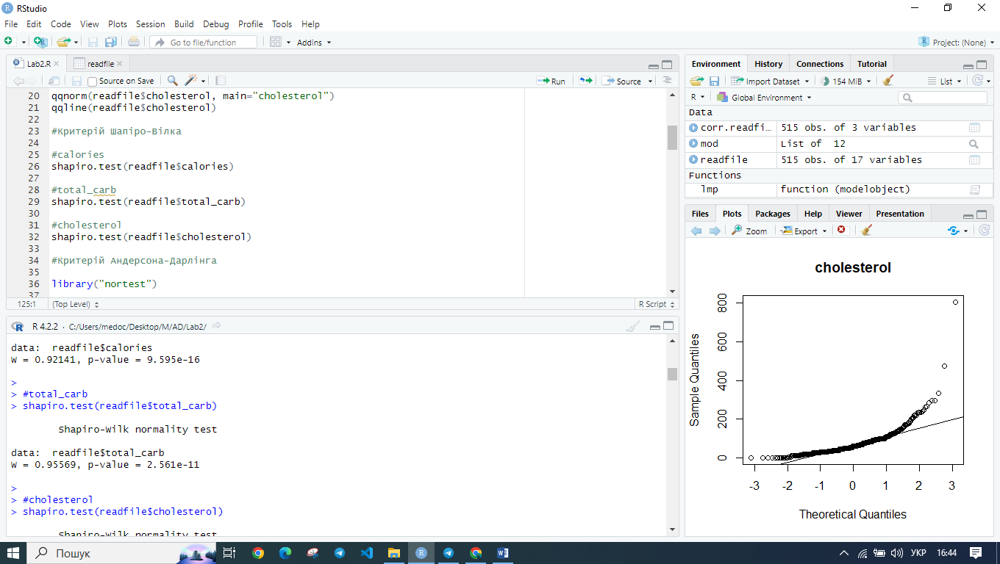 RStudio
File Edit Code View Plots Session Build Debug Profile Tools Help
Go to file/function Addins Project: (None)
Lab2.R readfile
Source on Save Run Source
20 qqnorm(readfile$cholesterol, main="cholesterol")
21 qqline(readfile$cholesterol)
22
23 #Критерій Шапіро-Вілка
24
25 #calories
26 shapiro.test(readfile$calories)
27
28 #total_carb
29 shapiro.test(readfile$total_carb)
30
31 #cholesterol
32 shapiro.test(readfile$cholesterol)
33
34 #Критерій Андерсона-Дарлінга
35
36 library("nortest")
37
125:1 (Top Level) R Script
R 4.2.2 · C:/Users/medoc/Desktop/M/AD/Lab2/
data: readfile$calories
W = 0.92141, p-value = 9.595e-16
>
> #total_carb
> shapiro.test(readfile$total_carb)
Shapiro-Wilk normality test
data: readfile$total_carb
W = 0.95569, p-value = 2.561e-11
>
> #cholesterol
> shapiro.test(readfile$cholesterol)
Shapiro-Wilk normality test
Environment History Connections Tutorial
Import Dataset 154 MiB List
R Global Environment
Data
corr.readfi… 515 obs. of 3 variables
mod List of 12
readfile 515 obs. of 17 variables
Functions
lmp function (modelobject)
Files Plots Packages Help Viewer Presentation
Zoom Export
cholesterol
Sample Quantiles
800
600
400
200
0
-3 -2 -1 0 1 2 3
Theoretical Quantiles
Пошук УКР 16:44